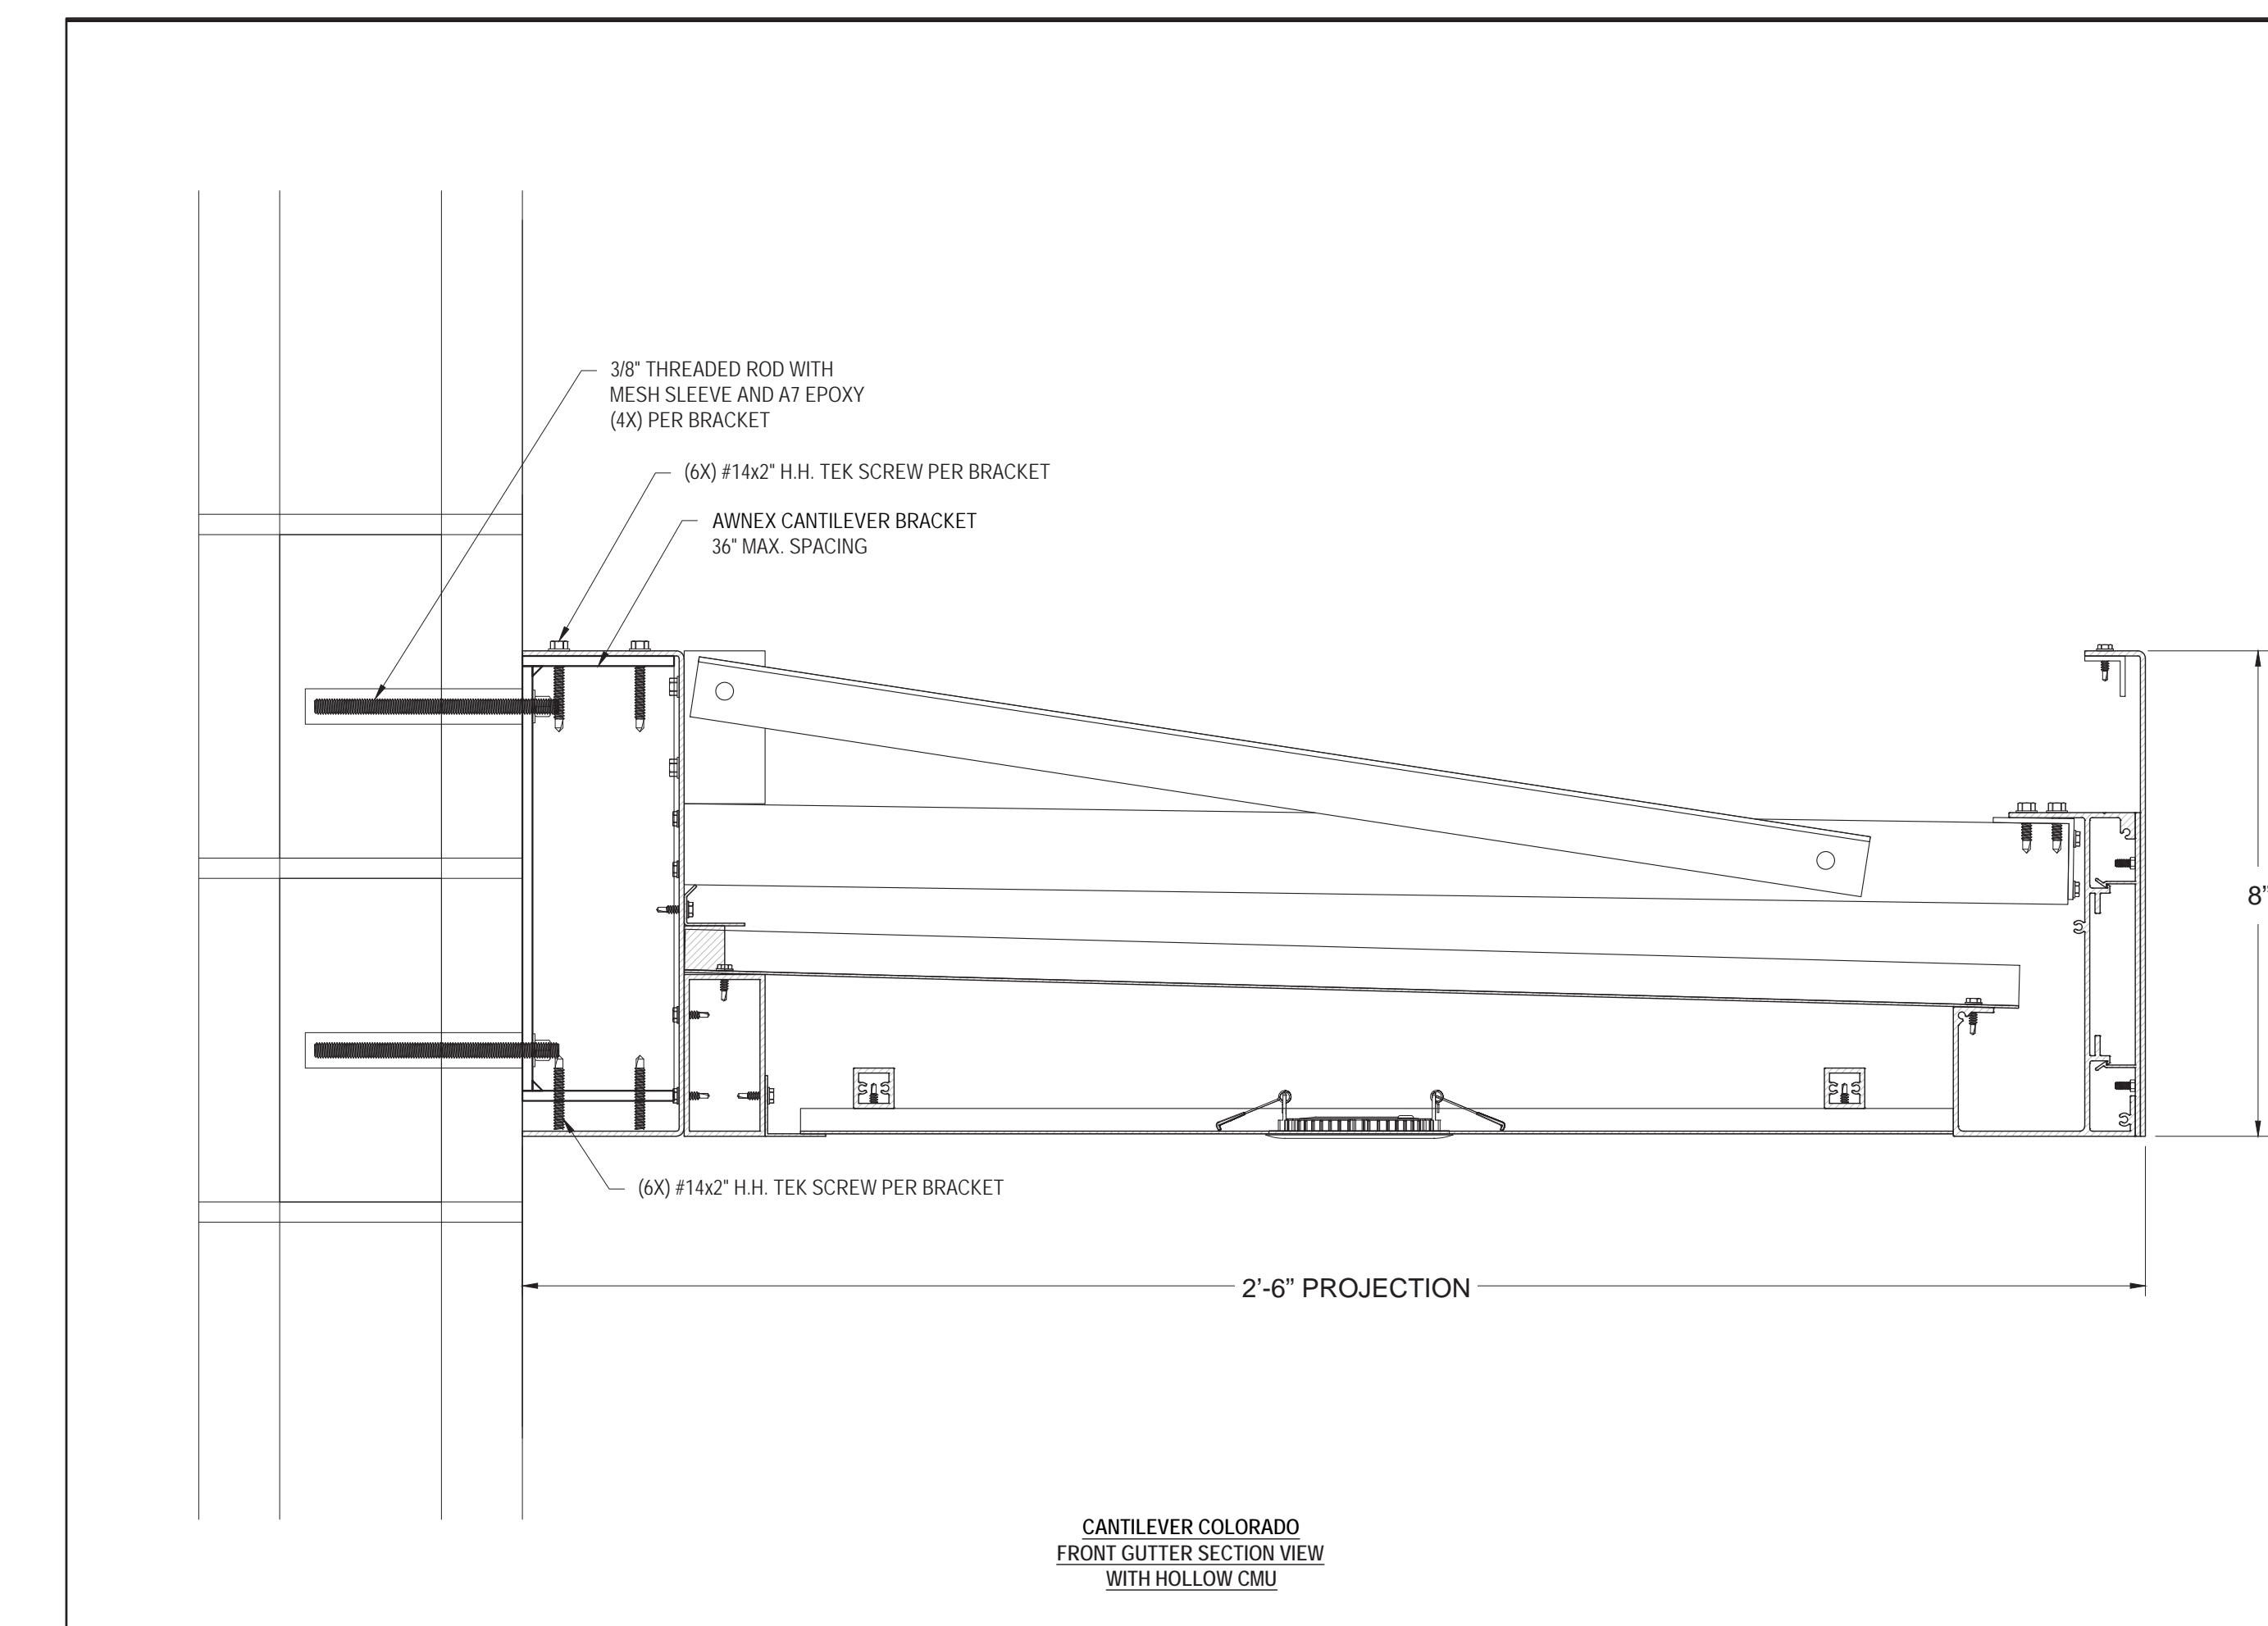 3/8" THREADED ROD WITH
MESH SLEEVE AND A7 EPOXY
(4X) PER BRACKET
(6X) #14x2" H.H. TEK SCREW PER BRACKET
AWNEX CANTILEVER BRACKET
36" MAX. SPACING
8”
(6X) #14x2" H.H. TEK SCREW PER BRACKET
2’-6” PROJECTION
CANTILEVER COLORADO
FRONT GUTTER SECTION VIEW
WITH HOLLOW CMU